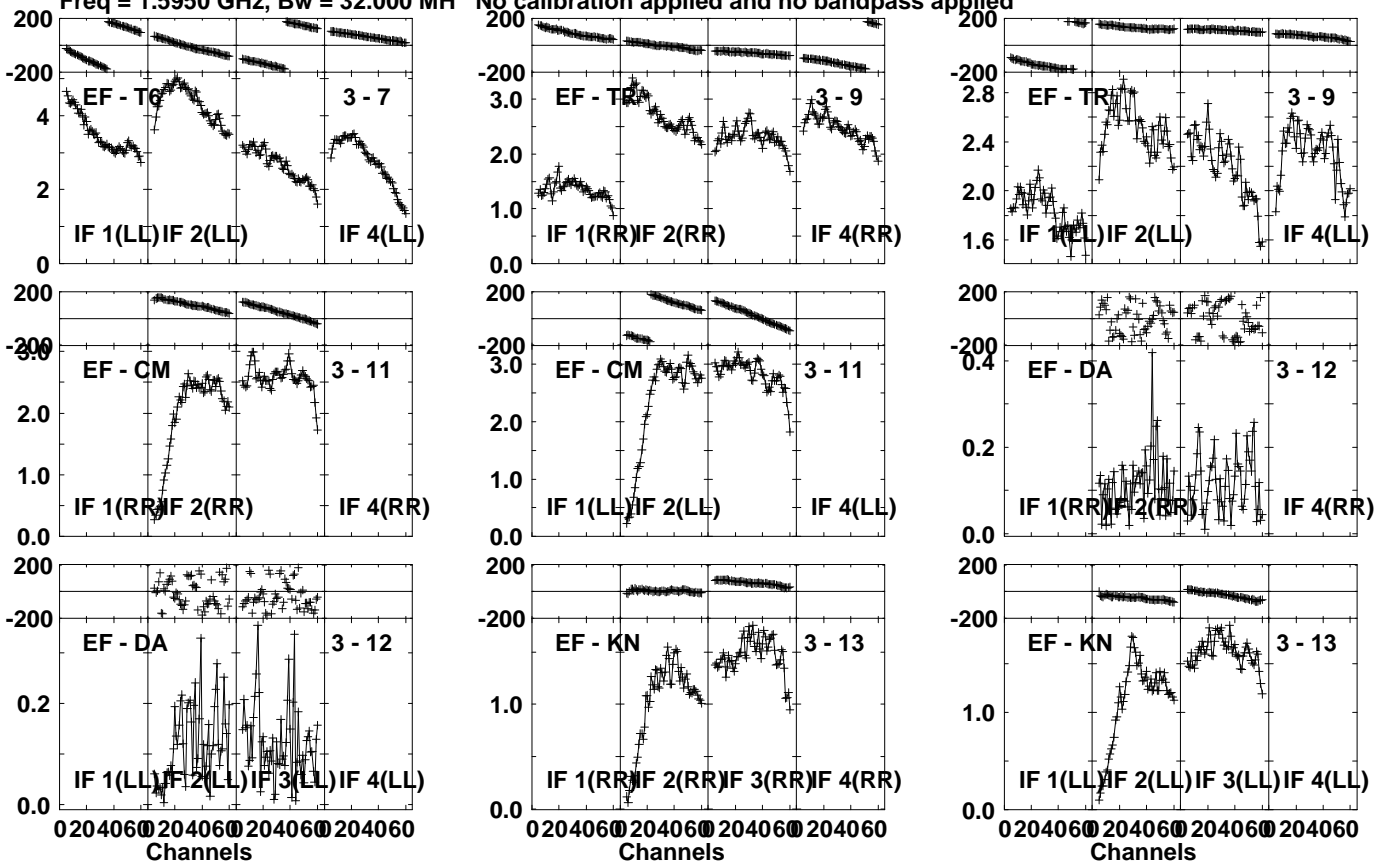 Freq = 1.5950 GHz, Bw = 32.000 MH No calibration applied and no bandpass applied
200
-200
EF - T6 3 - 7
4
2
0
IF 1(LL) IF 2(LL) IF 4(LL)
EF - TR 3 - 9
3.0
2.0
1.0
0.0
IF 1(RR) IF 2(RR) IF 4(RR)
EF - TR 3 - 9
2.8
2.4
2.0
1.6
IF 1(LL) IF 2(LL) IF 4(LL)
200
-200
3.0
EF - CM 3 - 11
2.0
1.0
0.0
IF 1(RR) IF 2(RR) IF 4(RR)
200
-200
EF - CM 3 - 11
3.0
2.0
1.0
0.0
IF 1(LL) IF 2(LL) IF 4(LL)
200
-200
EF - DA 3 - 12
0.4
0.2
0.0
IF 1(RR) IF 2(RR) IF 4(RR)
200
-200
EF - DA 3 - 12
0.2
0.0
IF 1(LL) IF 2(LL) IF 3(LL) IF 4(LL)
0 20 40 60 0 20 40 60 0 20 40 60 0 20 40 60
Channels
200
-200
EF - KN 3 - 13
1.0
0.0
IF 1(RR) IF 2(RR) IF 3(RR) IF 4(RR)
0 20 40 60 0 20 40 60 0 20 40 60 0 20 40 60
Channels
200
-200
EF - KN 3 - 13
1.0
0.0
IF 1(LL) IF 2(LL) IF 3(LL) IF 4(LL)
0 20 40 60 0 20 40 60 0 20 40 60 0 20 40 60
Channels